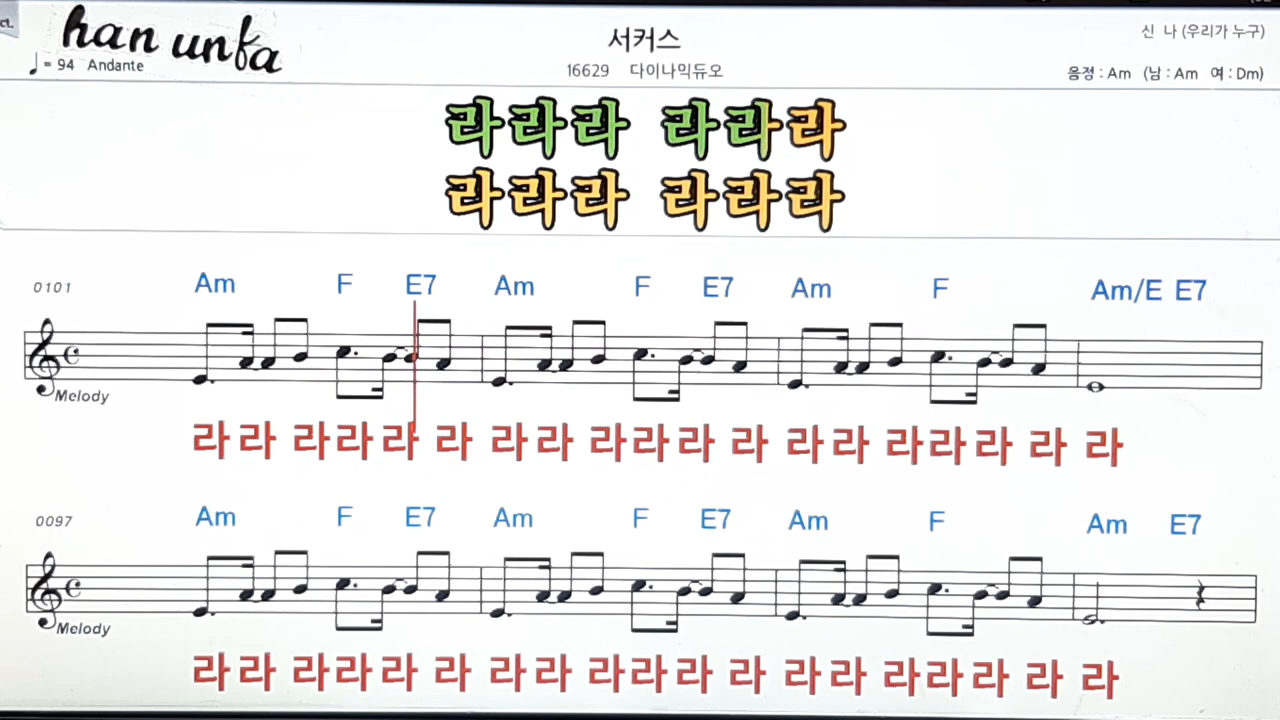 ct.
han unfa
♩= 94 Andante
서커스
16629 다이나믹듀오
신 나 (우리가 누구)
음정 : Am (남 : Am 여 : Dm)
라라라 라라라
라라라 라라라
0101 Am F E7 Am F E7 Am F Am/E E7
Melody
라라 라라라 라 라라 라라라 라 라라 라라라 라 라
0097 Am F E7 Am F E7 Am F Am E7
Melody
라라 라라라 라 라라 라라라 라 라라 라라라 라 라